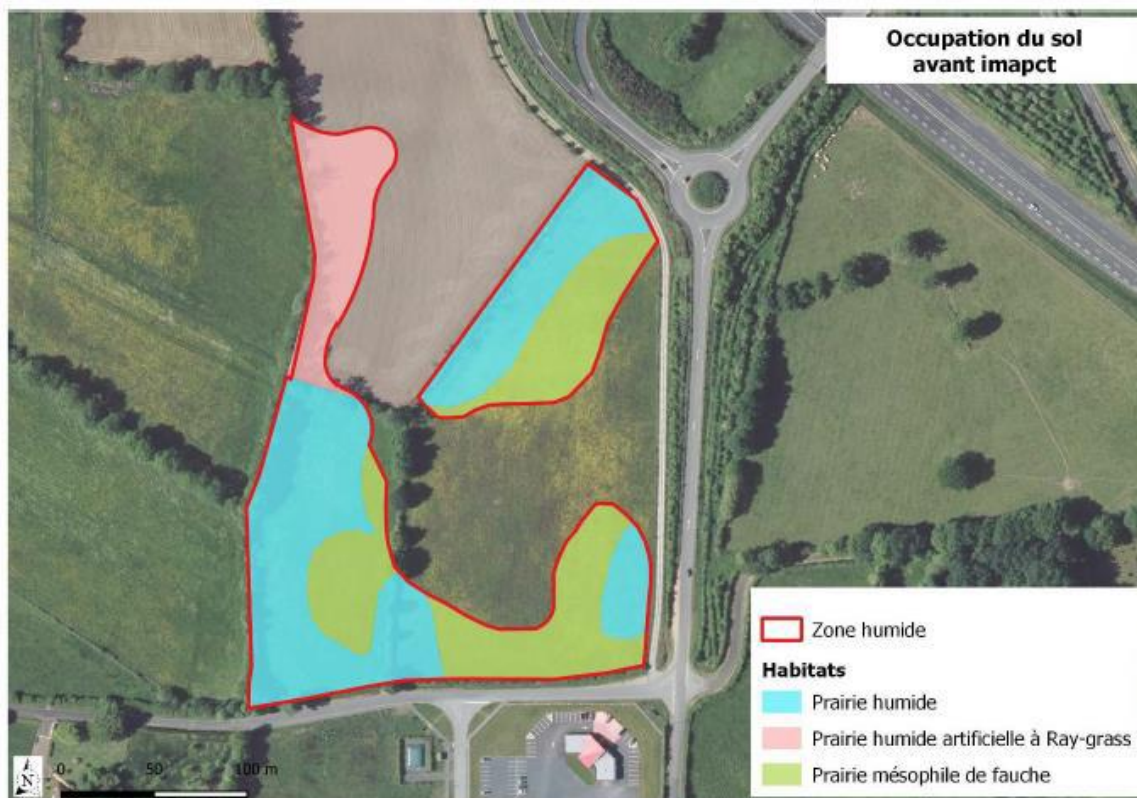 Occupation du sol
avant imapct
Zone humide
Habitats
Prairie humide
Prairie humide artificielle à Ray-grass
Prairie mésophile de fauche
N
0 50 100 m